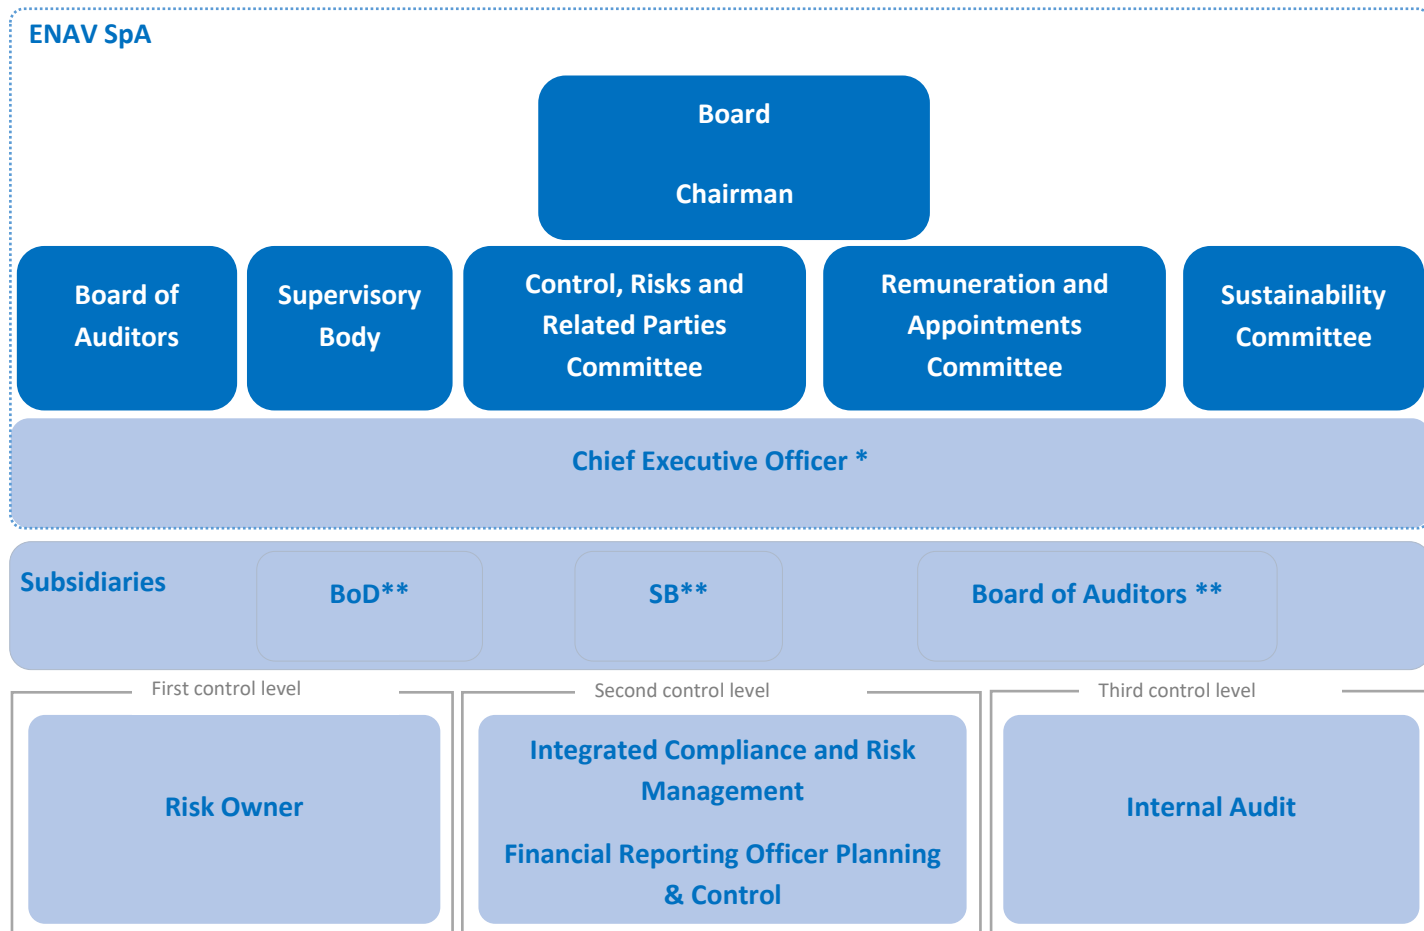 ENAV SpA
Board
Chairman
Board of
Auditors
Supervisory
Body
Control, Risks and
Related Parties
Committee
Remuneration and
Appointments
Committee
Sustainability
Committee
Chief Executive Officer *
Subsidiaries
BoD**
SB**
Board of Auditors **
First control level
Second control level
Third control level
Risk Owner
Integrated Compliance and Risk
Management
Financial Reporting Officer Planning
& Control
Internal Audit